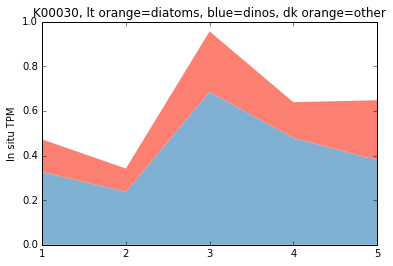 K00030, lt orange=diatoms, blue=dinos, dk orange=other
In situ TPM
1.0
0.8
0.6
0.4
0.2
0.0
1 2 3 4 5